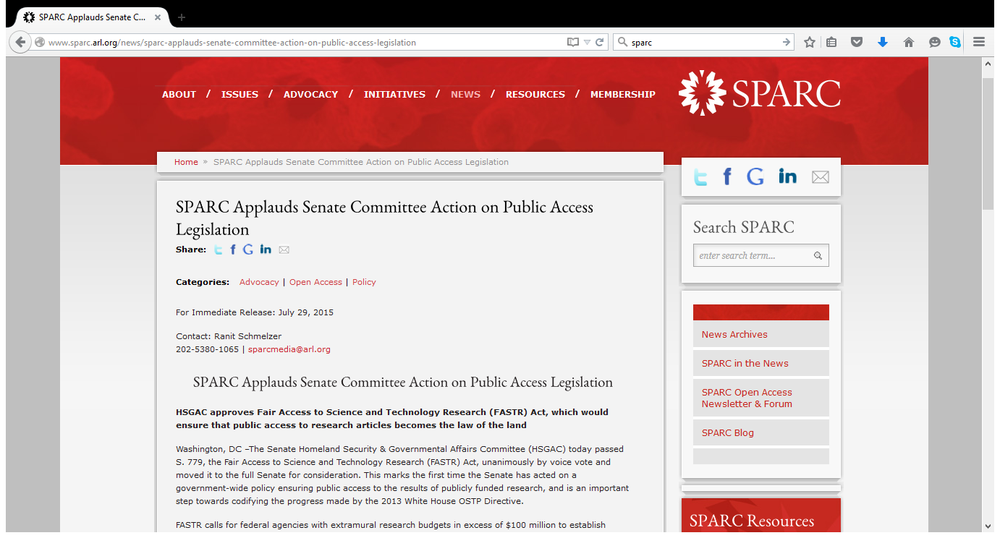 SPARC Applauds Senate C...
www.sparc.arl.org/news/sparc-applauds-senate-committee-action-on-public-access-legislation
sparc
ABOUT / ISSUES / ADVOCACY / INITIATIVES / NEWS / RESOURCES / MEMBERSHIP
SPARC
Home » SPARC Applauds Senate Committee Action on Public Access Legislation
SPARC Applauds Senate Committee Action on Public Access
Legislation
Share:
Categories: Advocacy | Open Access | Policy
For Immediate Release: July 29, 2015
Contact: Ranit Schmelzer
202-5380-1065 | sparcmedia@arl.org
SPARC Applauds Senate Committee Action on Public Access Legislation
HSGAC approves Fair Access to Science and Technology Research (FASTR) Act, which would
ensure that public access to research articles becomes the law of the land
Washington, DC –The Senate Homeland Security & Governmental Affairs Committee (HSGAC) today passed
S. 779, the Fair Access to Science and Technology Research (FASTR) Act, unanimously by voice vote and
moved it to the full Senate for consideration. This marks the first time the Senate has acted on a
government-wide policy ensuring public access to the results of publicly funded research, and is an important
step towards codifying the progress made by the 2013 White House OSTP Directive.
FASTR calls for federal agencies with extramural research budgets in excess of $100 million to establish
Search SPARC
enter search term...
News Archives
SPARC in the News
SPARC Open Access
Newsletter & Forum
SPARC Blog
SPARC Resources